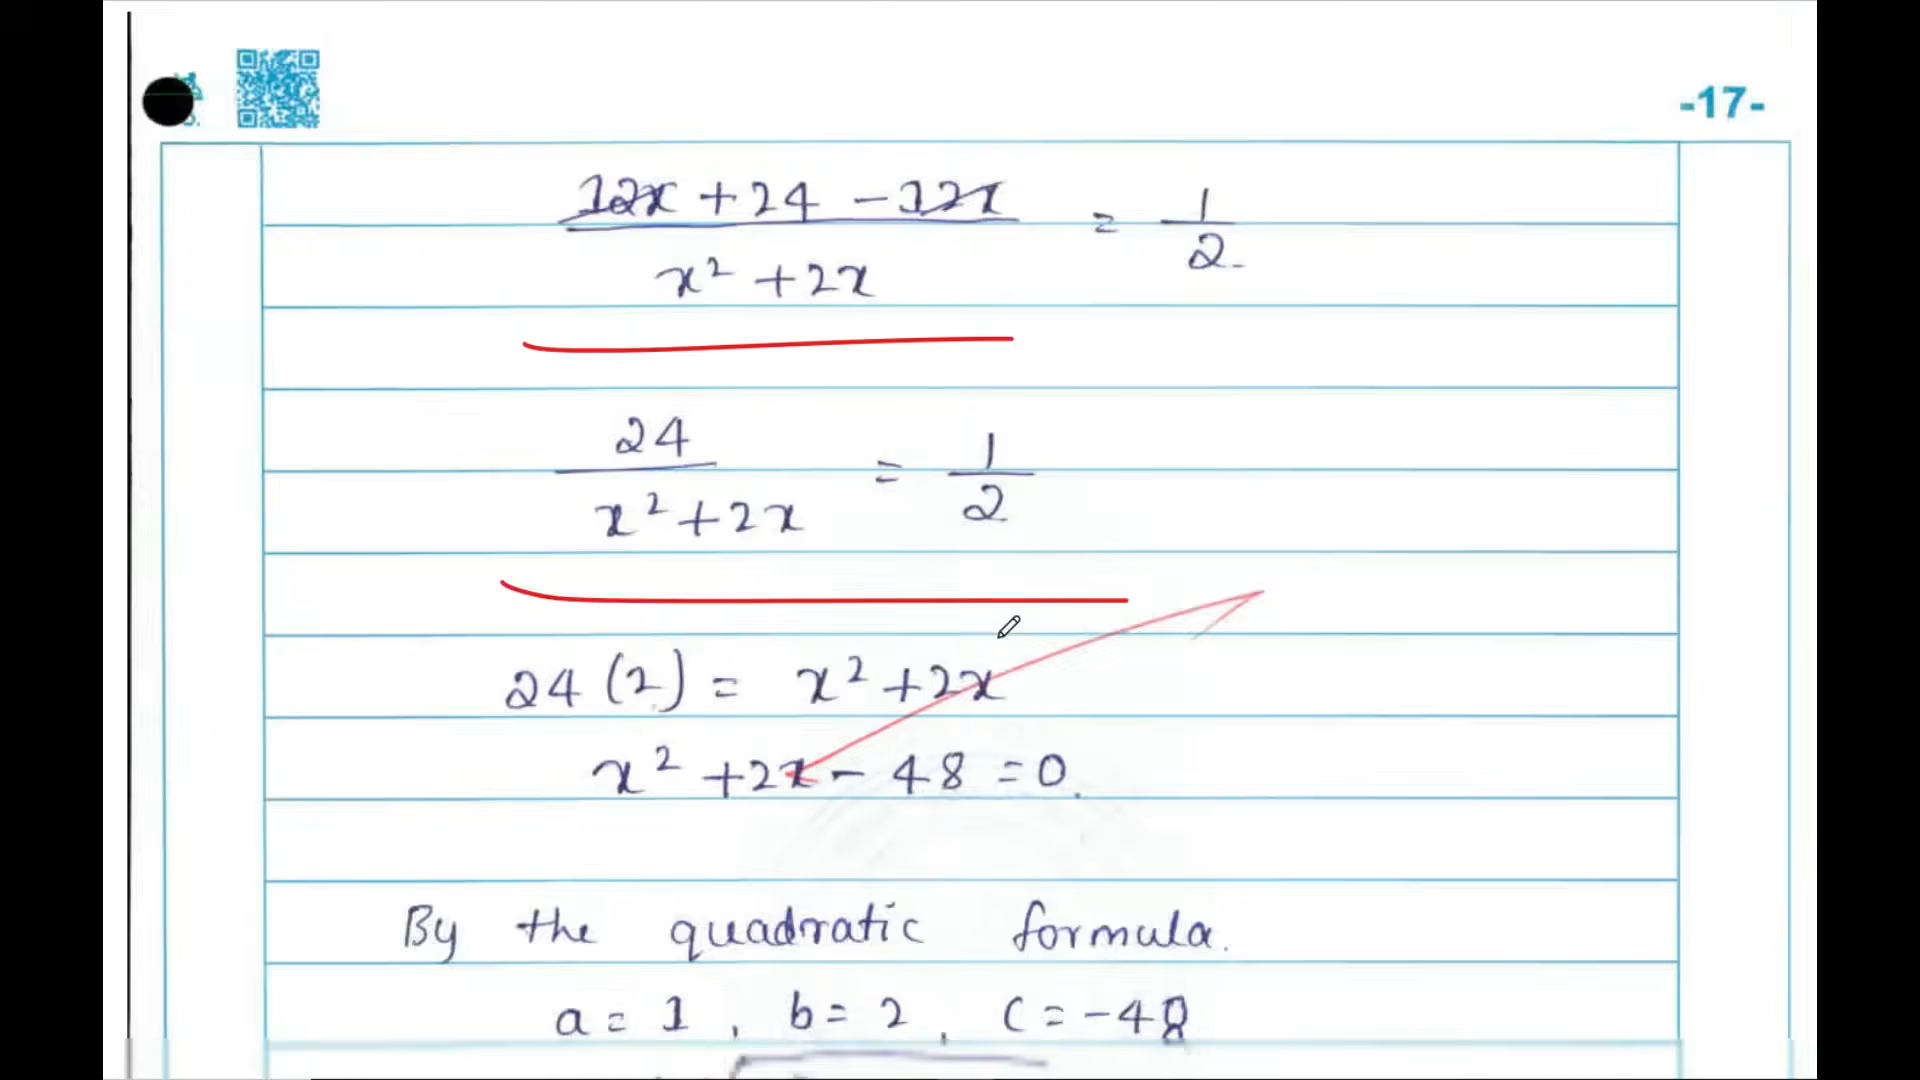 -17-
12x + 24 - 12x / x² + 2x = 1/2
24 / x² + 2x = 1/2
24 (2) = x² + 2x
x² + 2x - 48 = 0.
By the quadratic formula.
a = 1 , b = 2 , c = -48